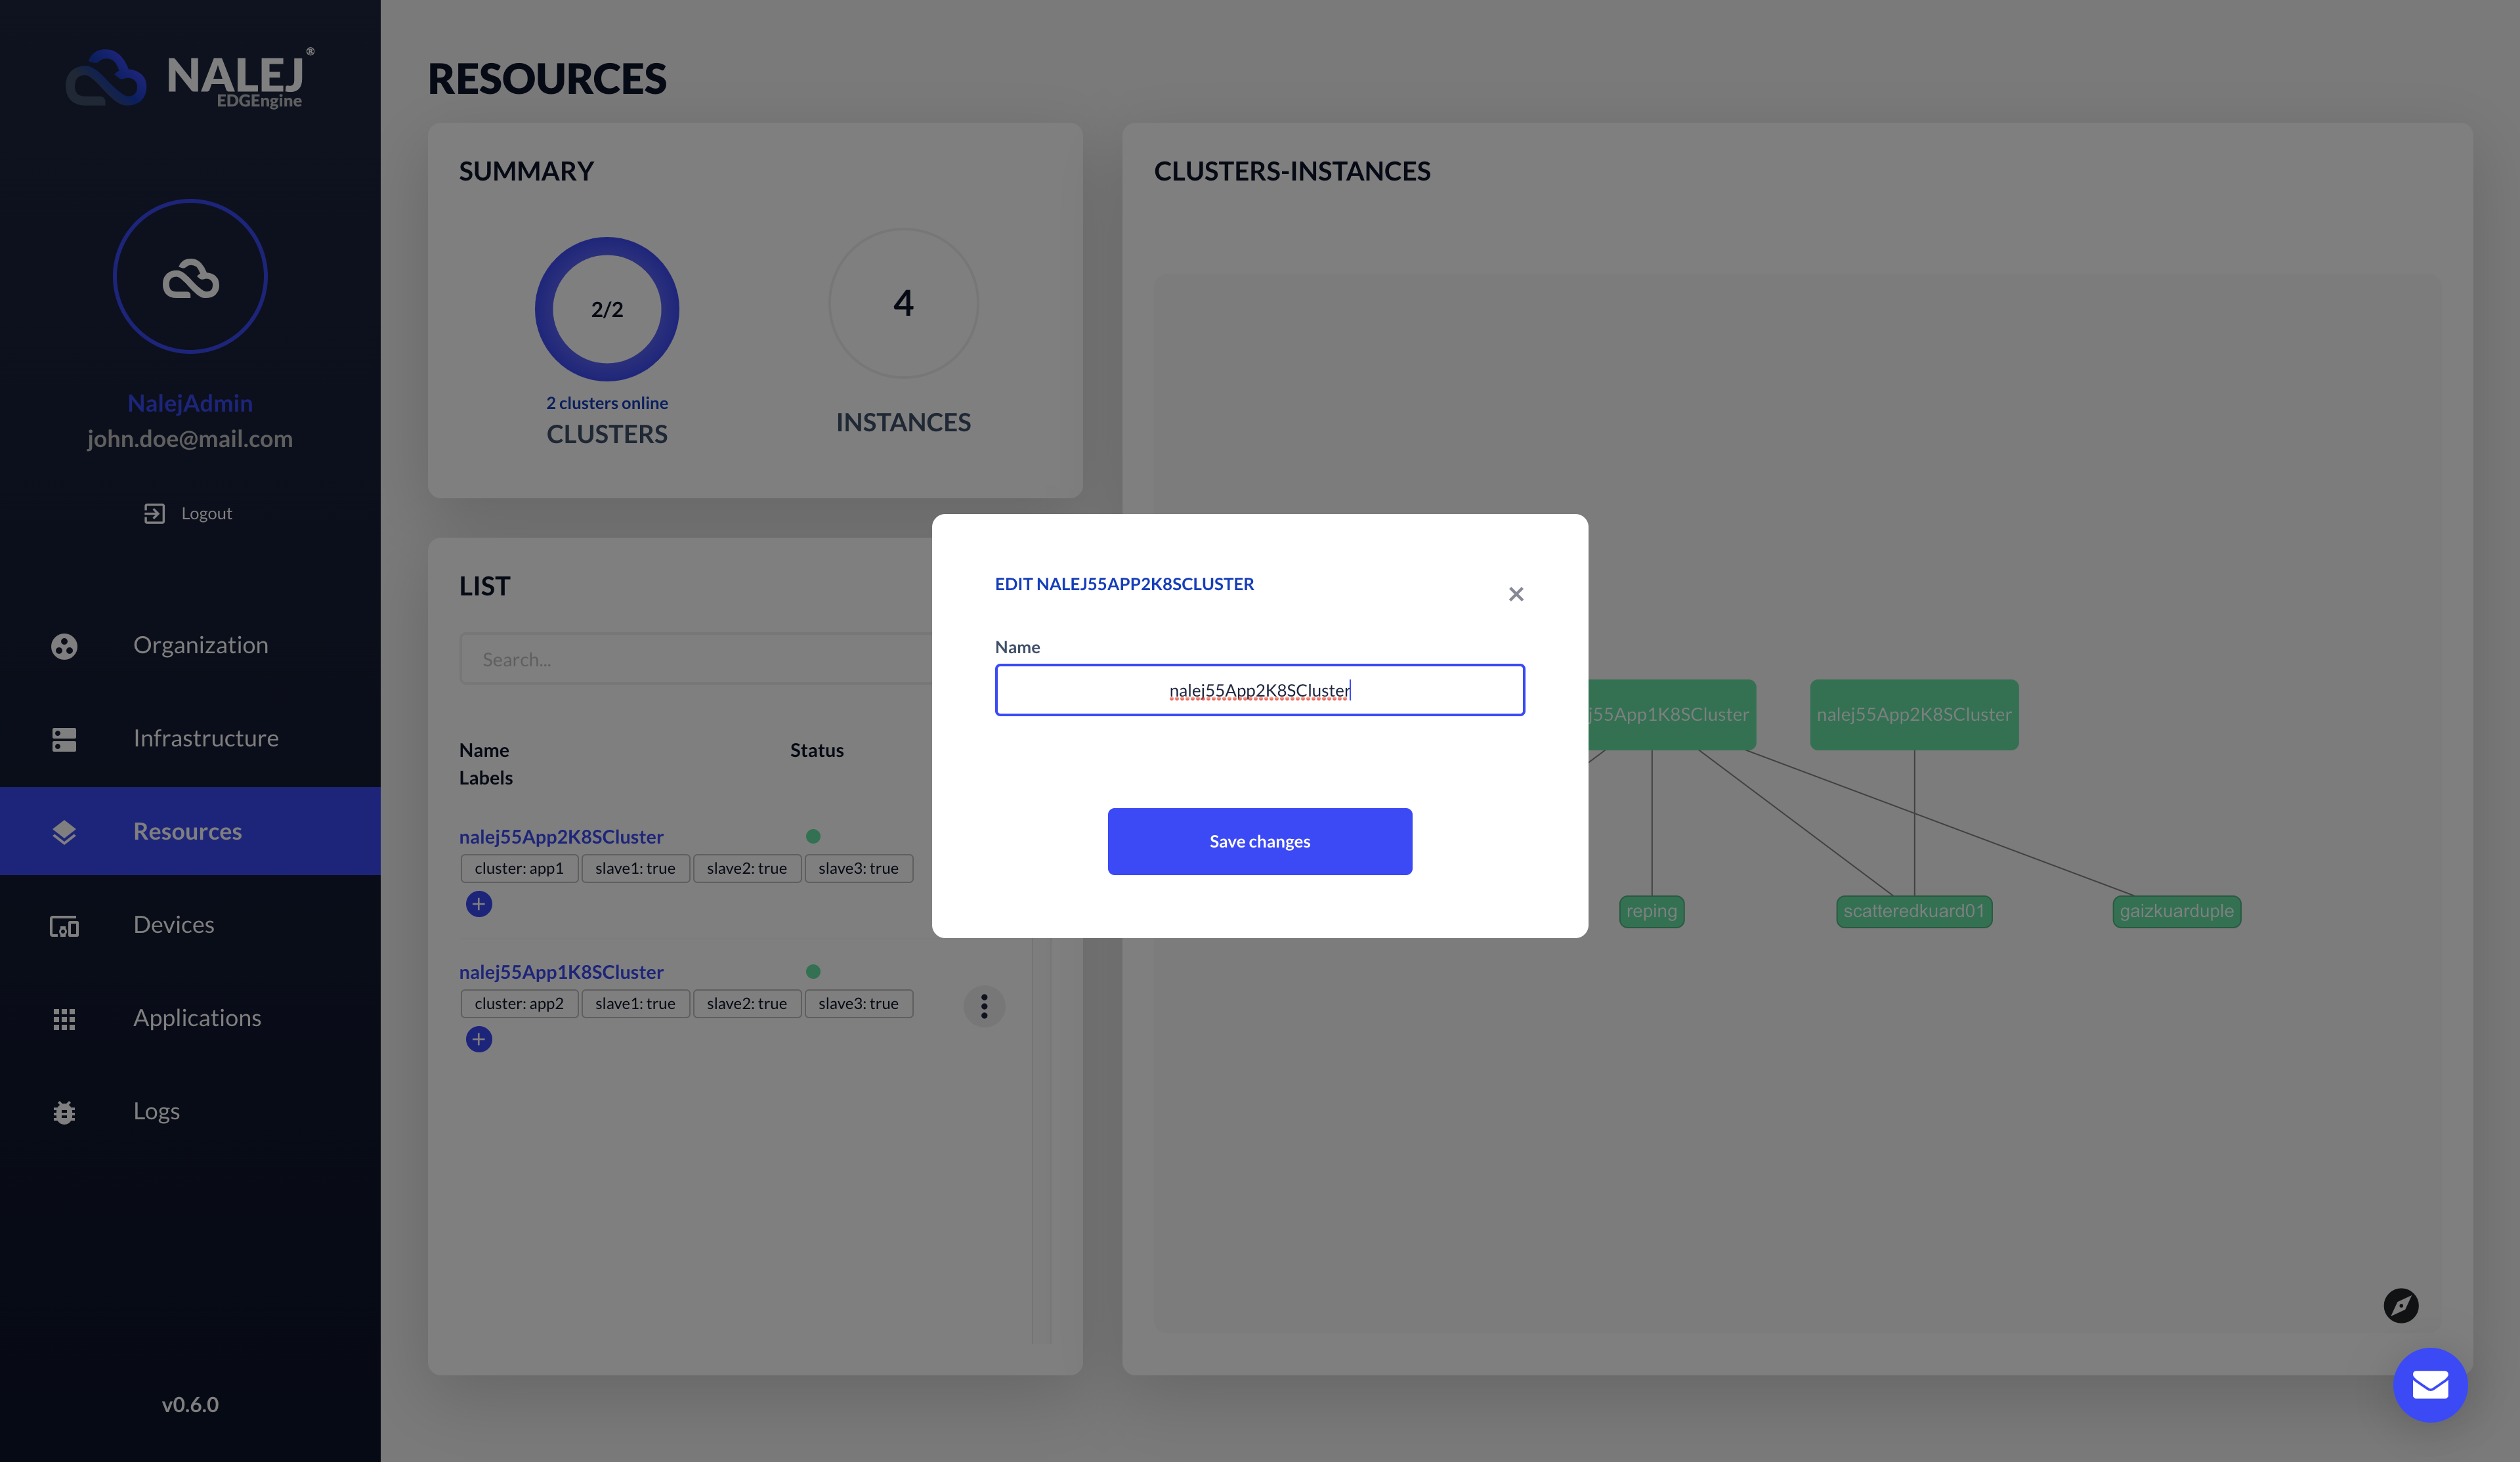 NALEJ®
EDGEngine
NalejAdmin
john.doe@mail.com
Logout
Organization
Infrastructure
Resources
Devices
Applications
Logs
v0.6.0
RESOURCES
SUMMARY
2/2
2 clusters online
CLUSTERS
4
INSTANCES
LIST
Search...
Name Status
Labels
nalej55App2K8SCluster
cluster: app1 slave1: true slave2: true slave3: true
nalej55App1K8SCluster
cluster: app2 slave1: true slave2: true slave3: true
CLUSTERS-INSTANCES
j55App1K8SCluster nalej55App2K8SCluster
reping scatteredkuard01 gaizkuarduple
EDIT NALEJ55APP2K8SCLUSTER
Name
nalej55App2K8SCluster
Save changes